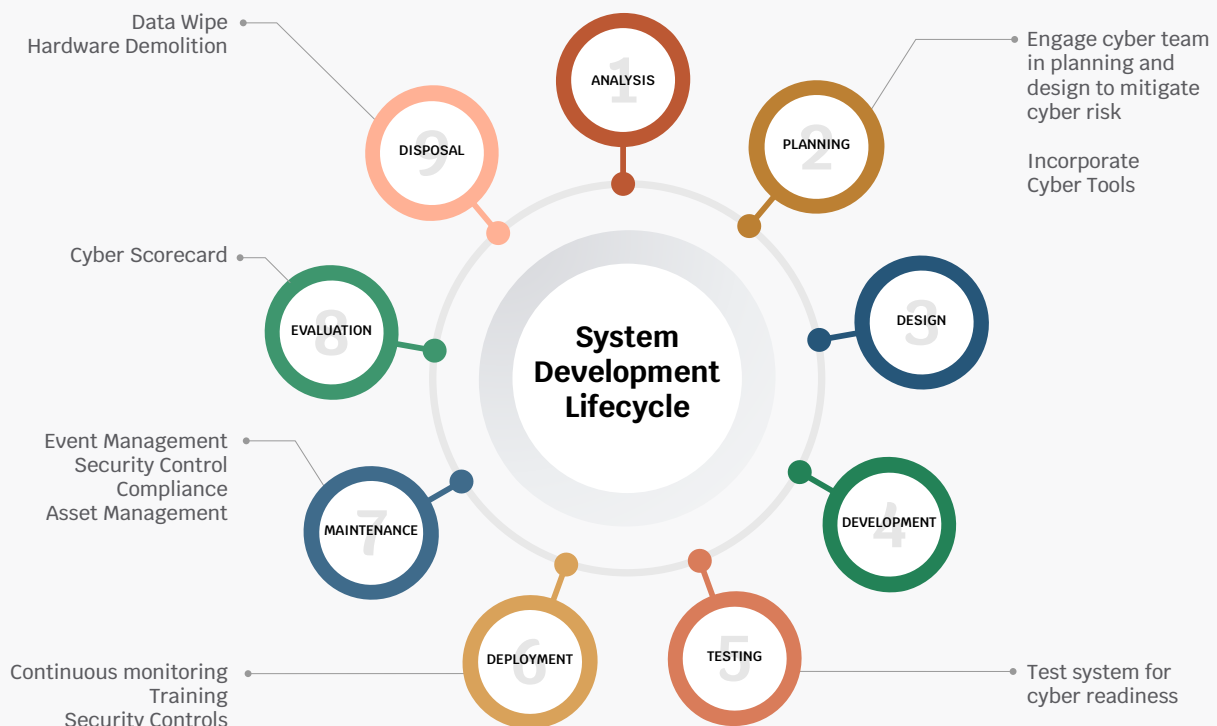 Data Wipe
Hardware Demolition
1
ANALYSIS
Engage cyber team
in planning and
design to mitigate
cyber risk
Incorporate
Cyber Tools
2
PLANNING
9
DISPOSAL
Cyber Scorecard
8
EVALUATION
3
DESIGN
System
Development
Lifecycle
Event Management
Security Control
Compliance
Asset Management
7
MAINTENANCE
4
DEVELOPMENT
6
DEPLOYMENT
5
TESTING
Continuous monitoring
Training
Security Controls
Test system for
cyber readiness